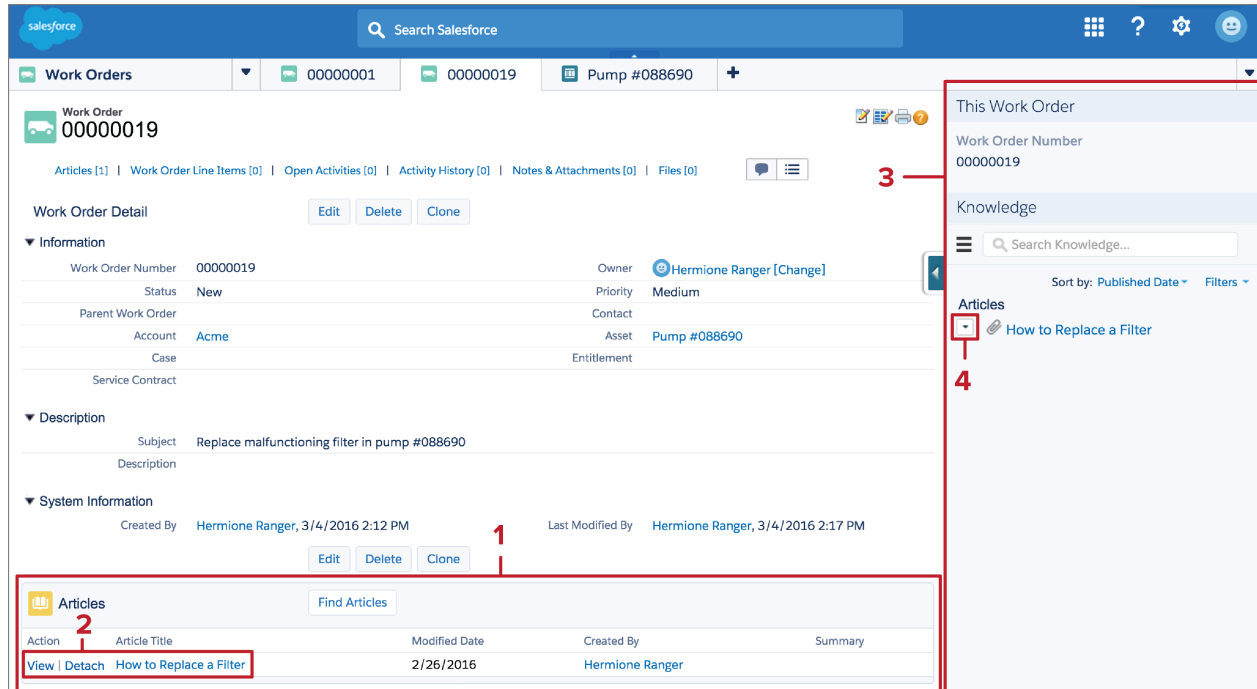 salesforce
Search Salesforce
?
Work Orders 00000001 00000019 Pump #088690 +
Work Order
00000019
?
Articles [1] | Work Order Line Items [0] | Open Activities [0] | Activity History [0] | Notes & Attachments [0] | Files [0]
Work Order Detail Edit Delete Clone
Information
Work Order Number 00000019 Owner Hermione Ranger [Change]
Status New Priority Medium
Parent Work Order Contact
Account Acme Asset Pump #088690
Case Entitlement
Service Contract
Description
Subject Replace malfunctioning filter in pump #088690
Description
System Information
Created By Hermione Ranger, 3/4/2016 2:12 PM Last Modified By Hermione Ranger, 3/4/2016 2:17 PM
1
Edit Delete Clone
Articles Find Articles
2
Action Article Title Modified Date Created By Summary
View | Detach How to Replace a Filter 2/26/2016 Hermione Ranger
3
This Work Order
Work Order Number
00000019
Knowledge
Search Knowledge...
Sort by: Published Date Filters
Articles
How to Replace a Filter
4